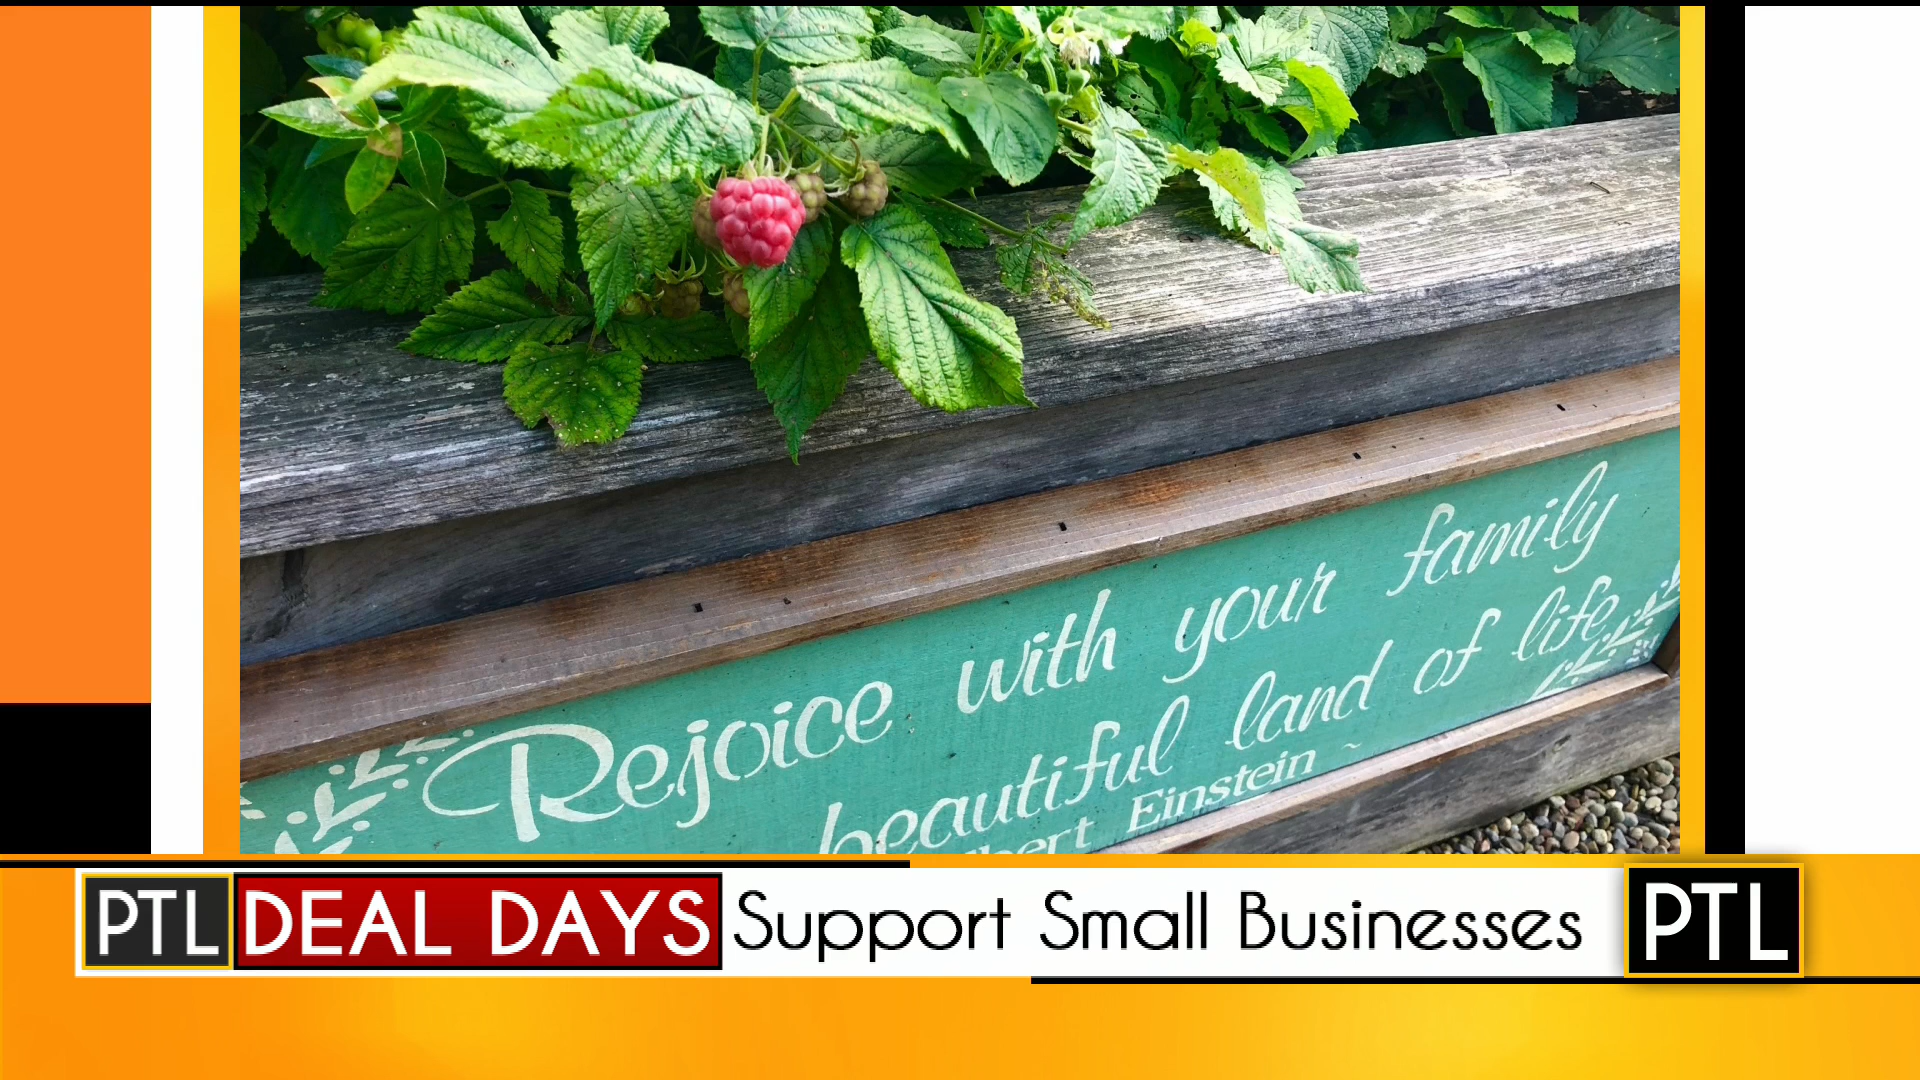 Rejoice with your family
beautiful land of life
Einstein ~
PTL DEAL DAYS Support Small Businesses PTL